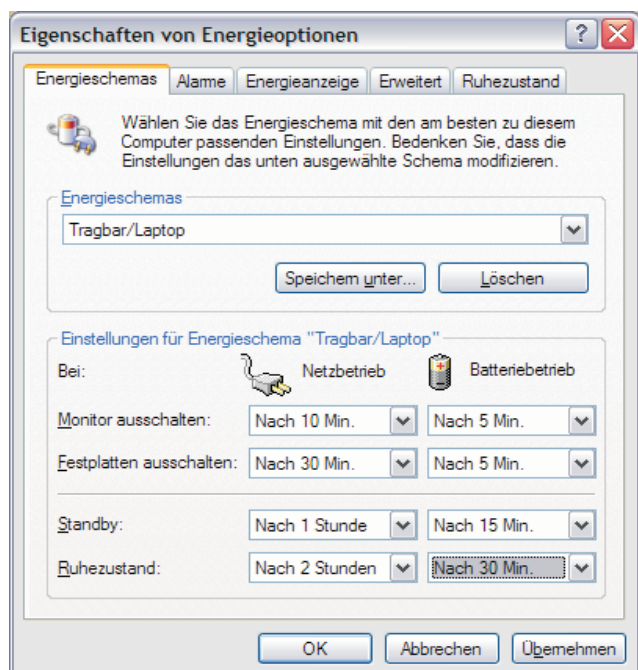 Eigenschaften von Energieoptionen
Energieschemas Alarme Energieanzeige Erweitert Ruhezustand
Wählen Sie das Energieschema mit den am besten zu diesem
Computer passenden Einstellungen. Bedenken Sie, dass die
Einstellungen das unten ausgewählte Schema modifizieren.
Energieschemas
Tragbar/Laptop
Speichern unter... Löschen
Einstellungen für Energieschema "Tragbar/Laptop"
Bei: Netzbetrieb Batteriebetrieb
Monitor ausschalten: Nach 10 Min. Nach 5 Min.
Festplatten ausschalten: Nach 30 Min. Nach 5 Min.
Standby: Nach 1 Stunde Nach 15 Min.
Ruhezustand: Nach 2 Stunden Nach 30 Min.
OK Abbrechen Übernehmen